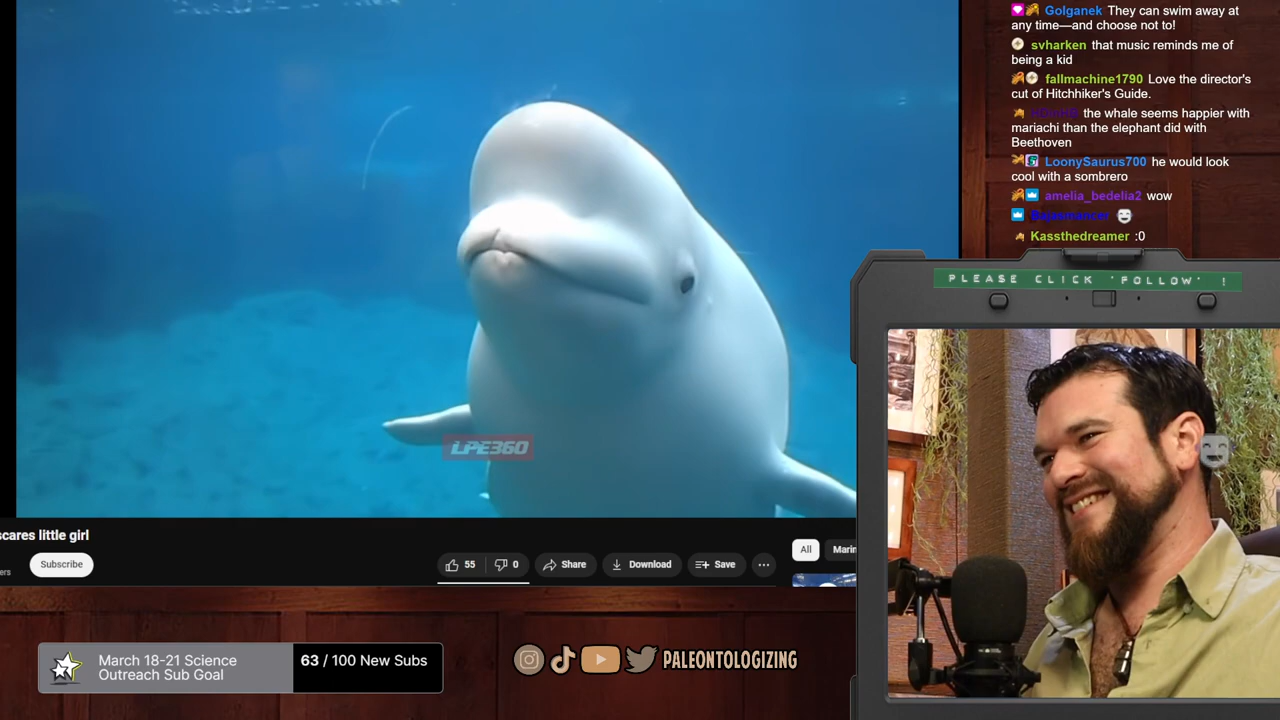 Golganek They can swim away at
any time—and choose not to!
svharken that music reminds me of
being a kid
fallmachine1790 Love the director's
cut of Hitchhiker's Guide.
the whale seems happier with
mariachi than the elephant did with
Beethoven
LoonySaurus700 he would look
cool with a sombrero
amelia_bedelia2 wow
Kassthedreamer :0
PLEASE CLICK 'FOLLOW' !
LPE360
scares little girl
ers
Subscribe
55
0
Share
Download
Save
All
Marin
March 18-21 Science
Outreach Sub Goal
63 / 100 New Subs
PALEONTOLOGIZING